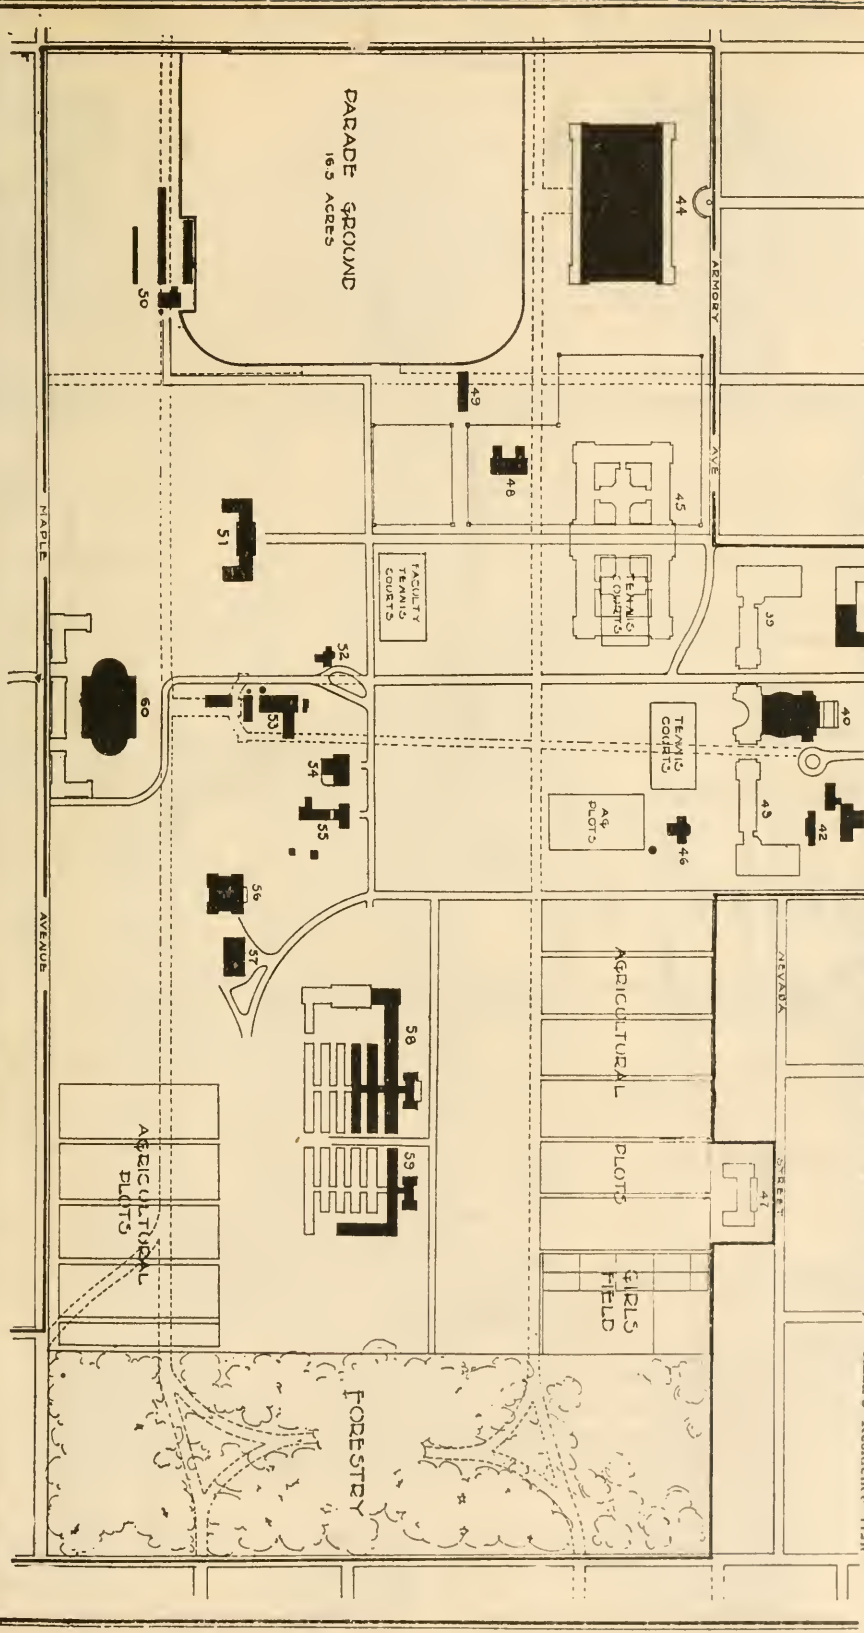 PARADE GROUND
16.5 ACRES
44
ARMORY
AVE
50
49
48
45
51
MAPLE
AVENUE
FACULTY
TENNIS
COURTS
TENNIS
COURTS
39
52
60
53
54
55
TENNIS
COURTS
40
43
42
AG
PLOTS
46
56
57
58
59
AGRICULTURAL PLOTS
NEVADA
STREET
47
AGRICULTURAL
PLOTS
GIRLS
FIELD
FORESTRY